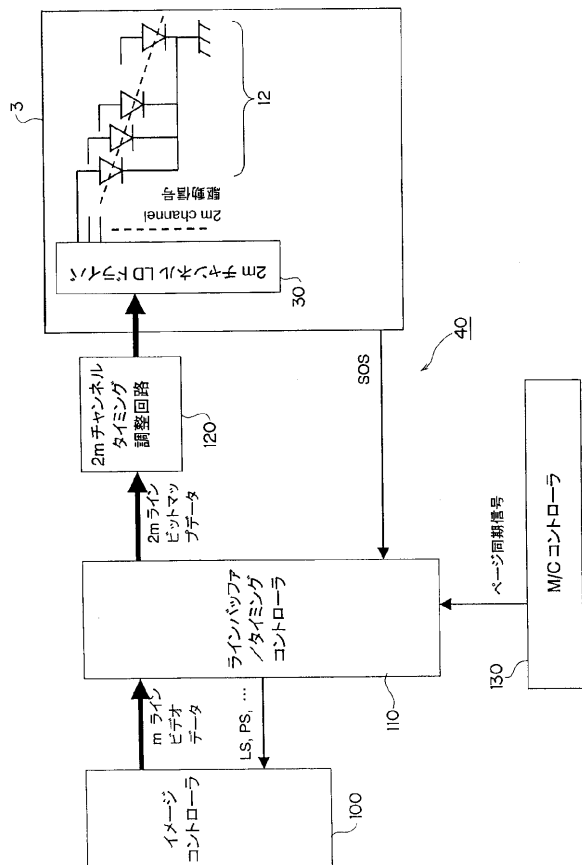 イメージ
コントローラ
100
m ライン
ビデオ
データ
LS, PS, …
ラインバッファ
／タイミング
コントローラ
110
2m ライン
ビットマッ
プデータ
2mチャンネル
タイミング
調整回路
120
SOS
ページ同期信号
M/C コントローラ
130
40
3
2mチャンネルLDドライバ
30
2m channel
駆動信号
12